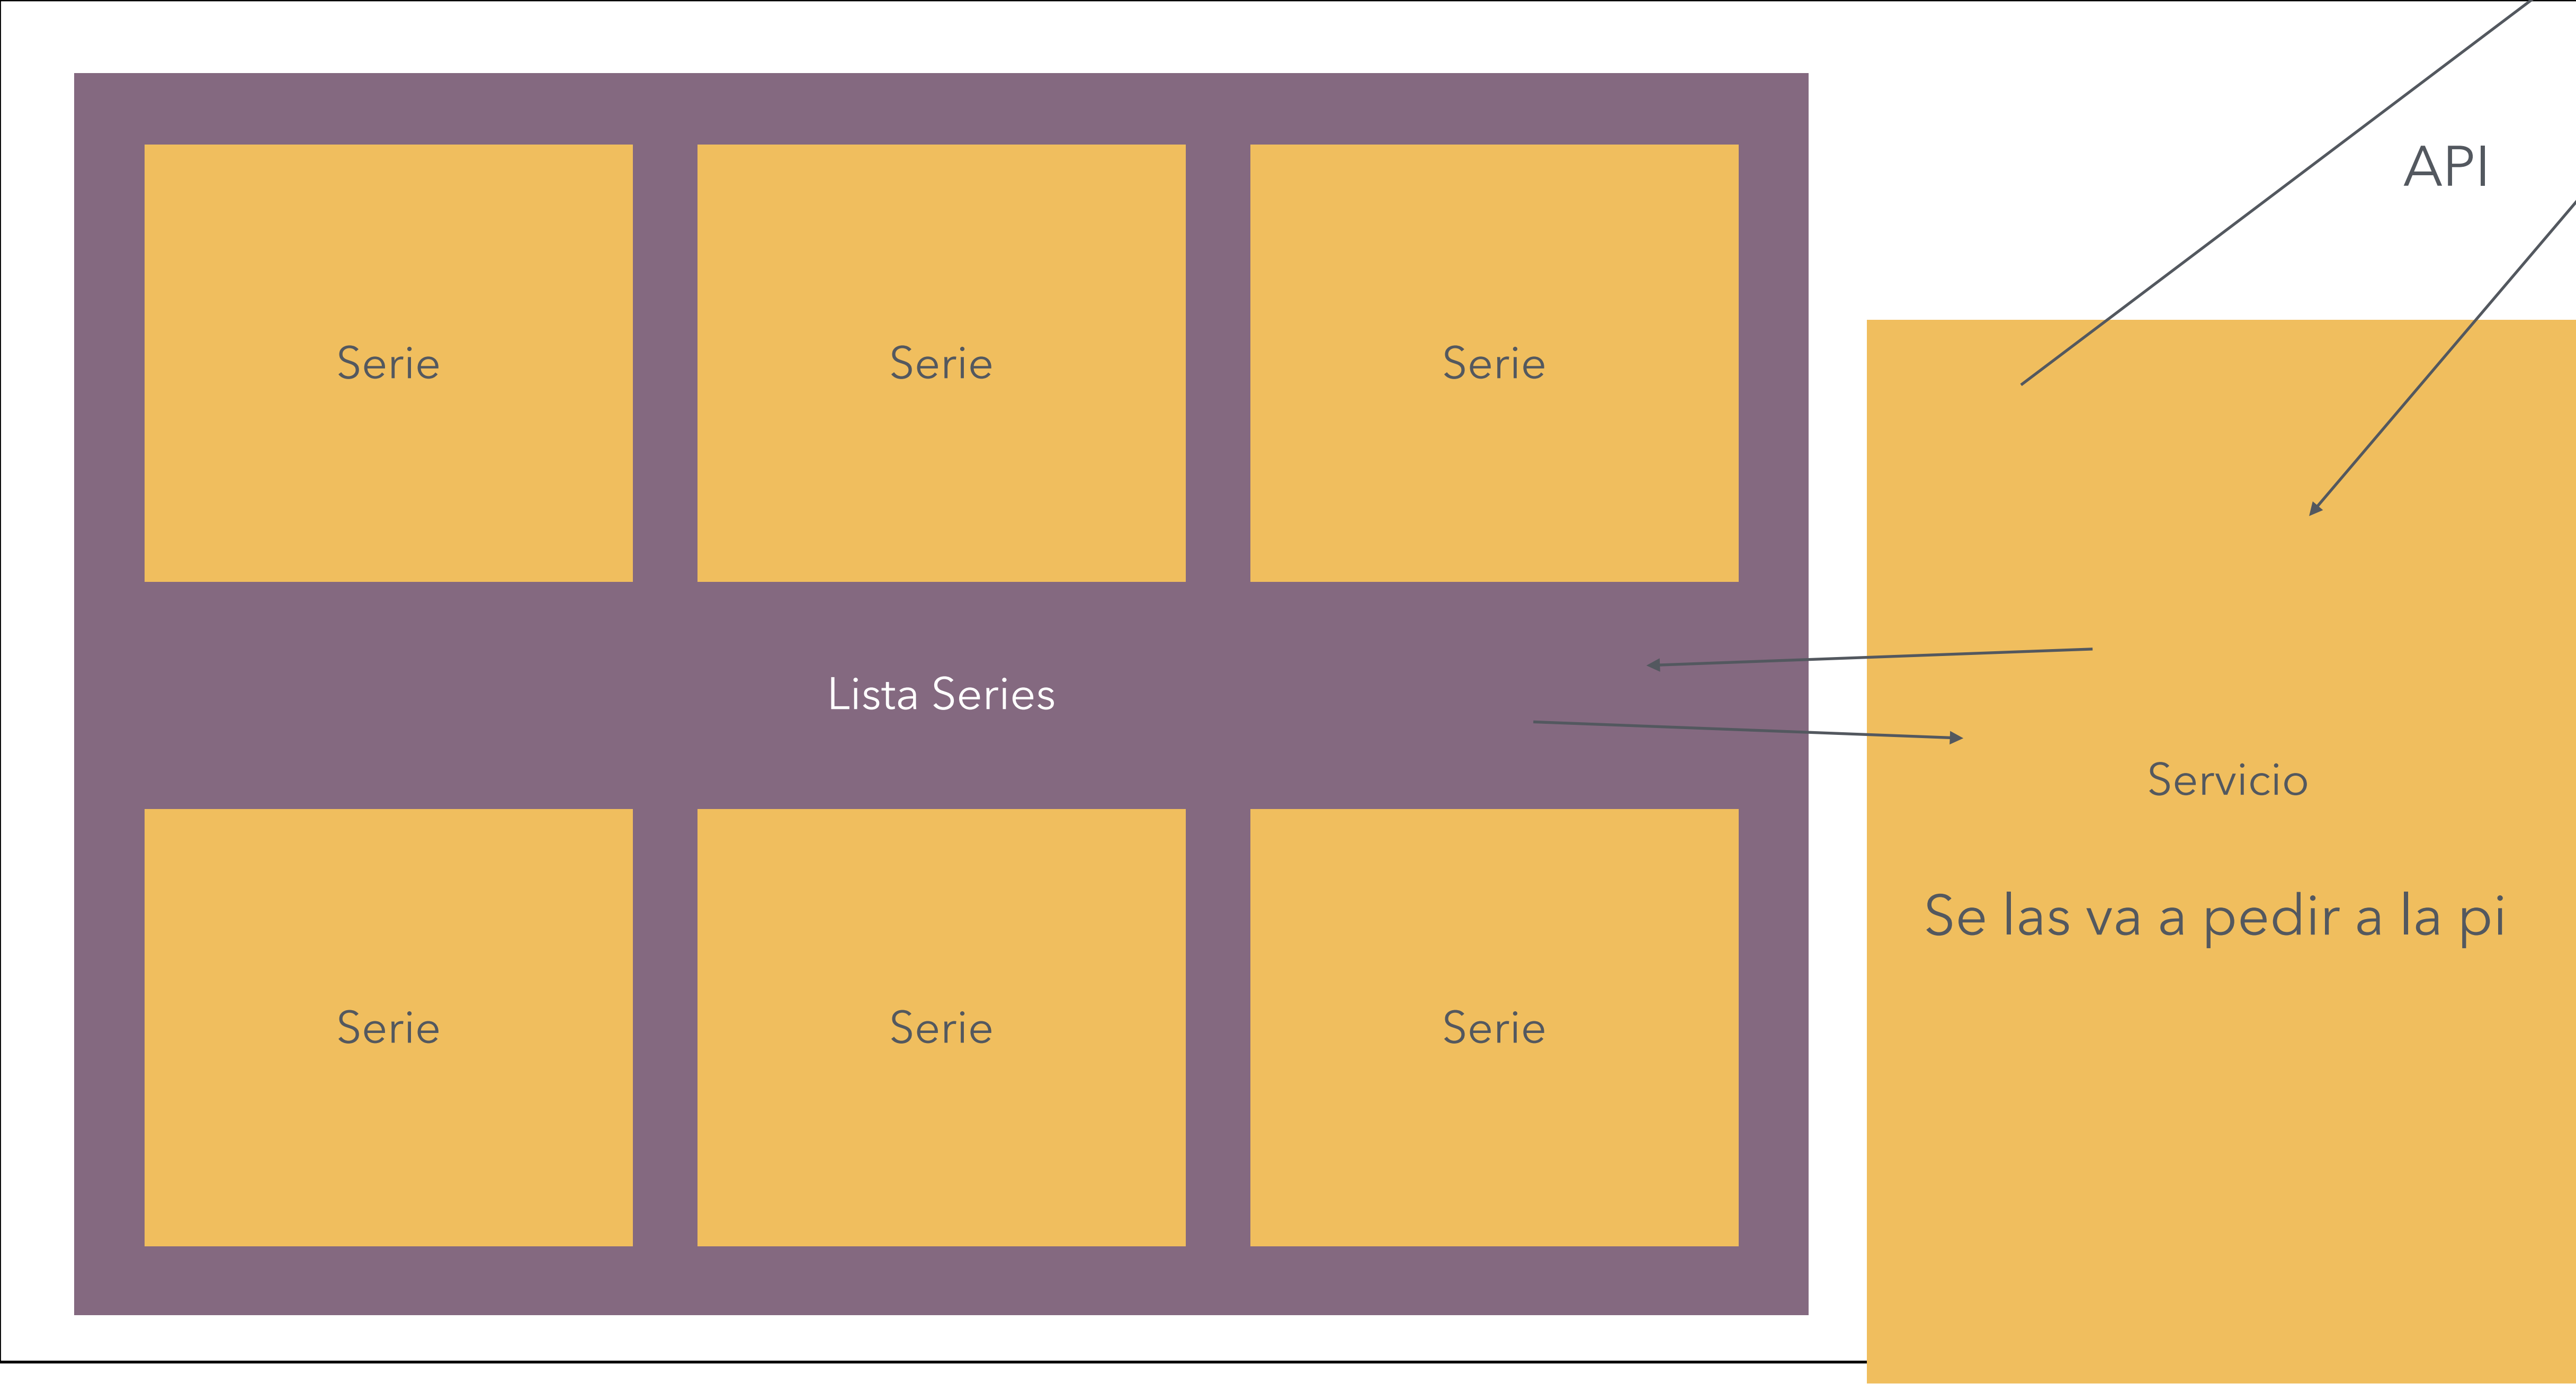 API
Serie
Serie
Serie
Lista Series
Servicio
Se las va a pedir a la pi
Serie
Serie
Serie